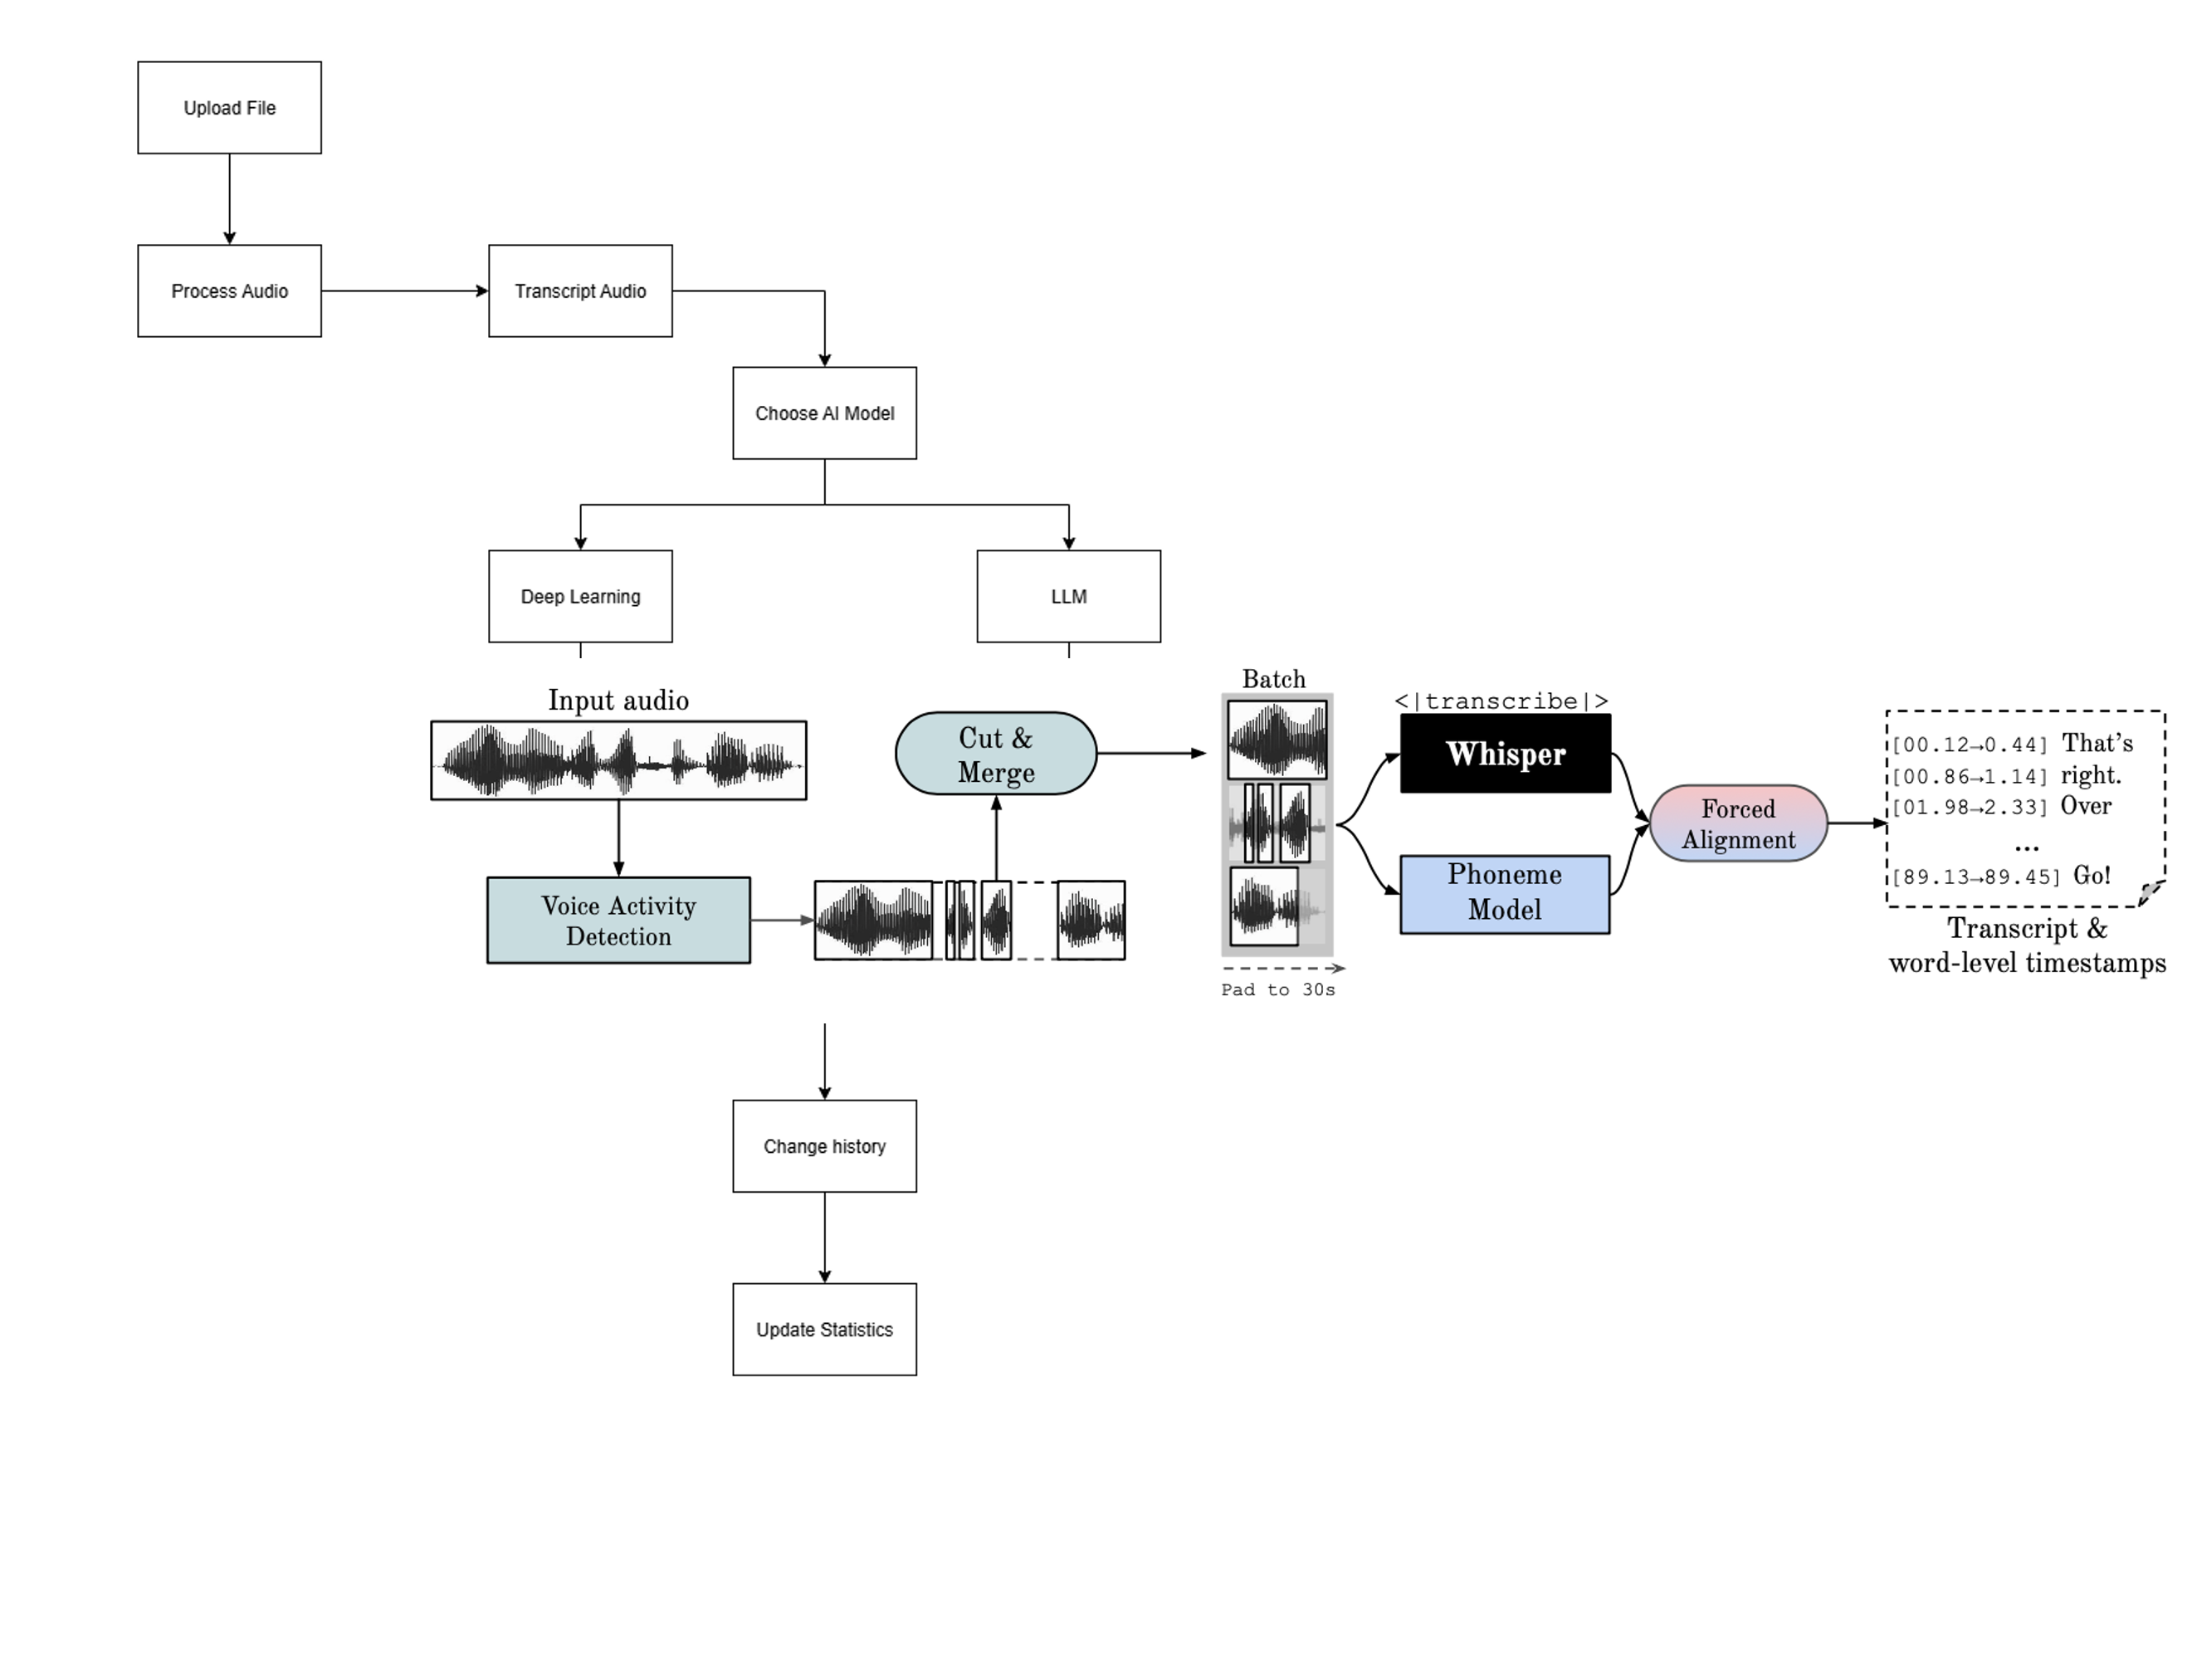 Upload File
Process Audio
Transcript Audio
Choose AI Model
Deep Learning
LLM
Input audio
Voice Activity
Detection
Cut &
Merge
Batch
Pad to 30s
<|transcribe|>
Whisper
Phoneme
Model
Forced
Alignment
[00.12→0.44] That's
[00.86→1.14] right.
[01.98→2.33] Over
...
[89.13→89.45] Go!
Transcript &
word-level timestamps
Change history
Update Statistics